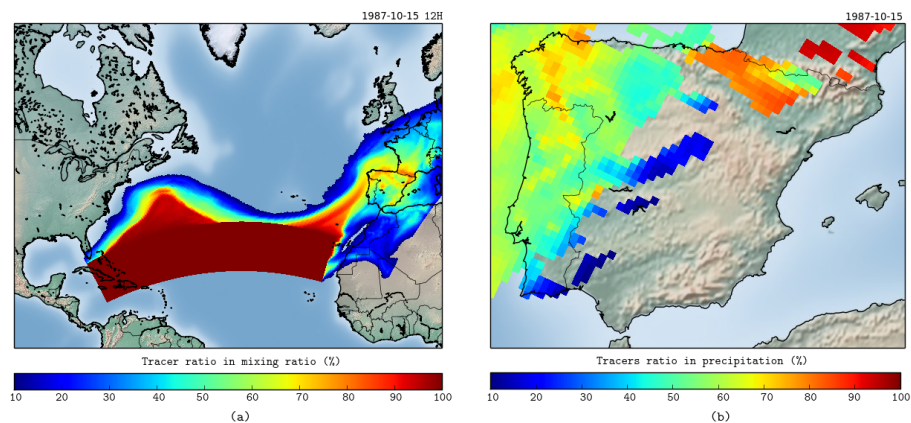 1987-10-15 12H
Tracer ratio in mixing ratio (%)
10 20 30 40 50 60 70 80 90 100
(a)
1987-10-15
Tracers ratio in precipitation (%)
10 20 30 40 50 60 70 80 90 100
(b)